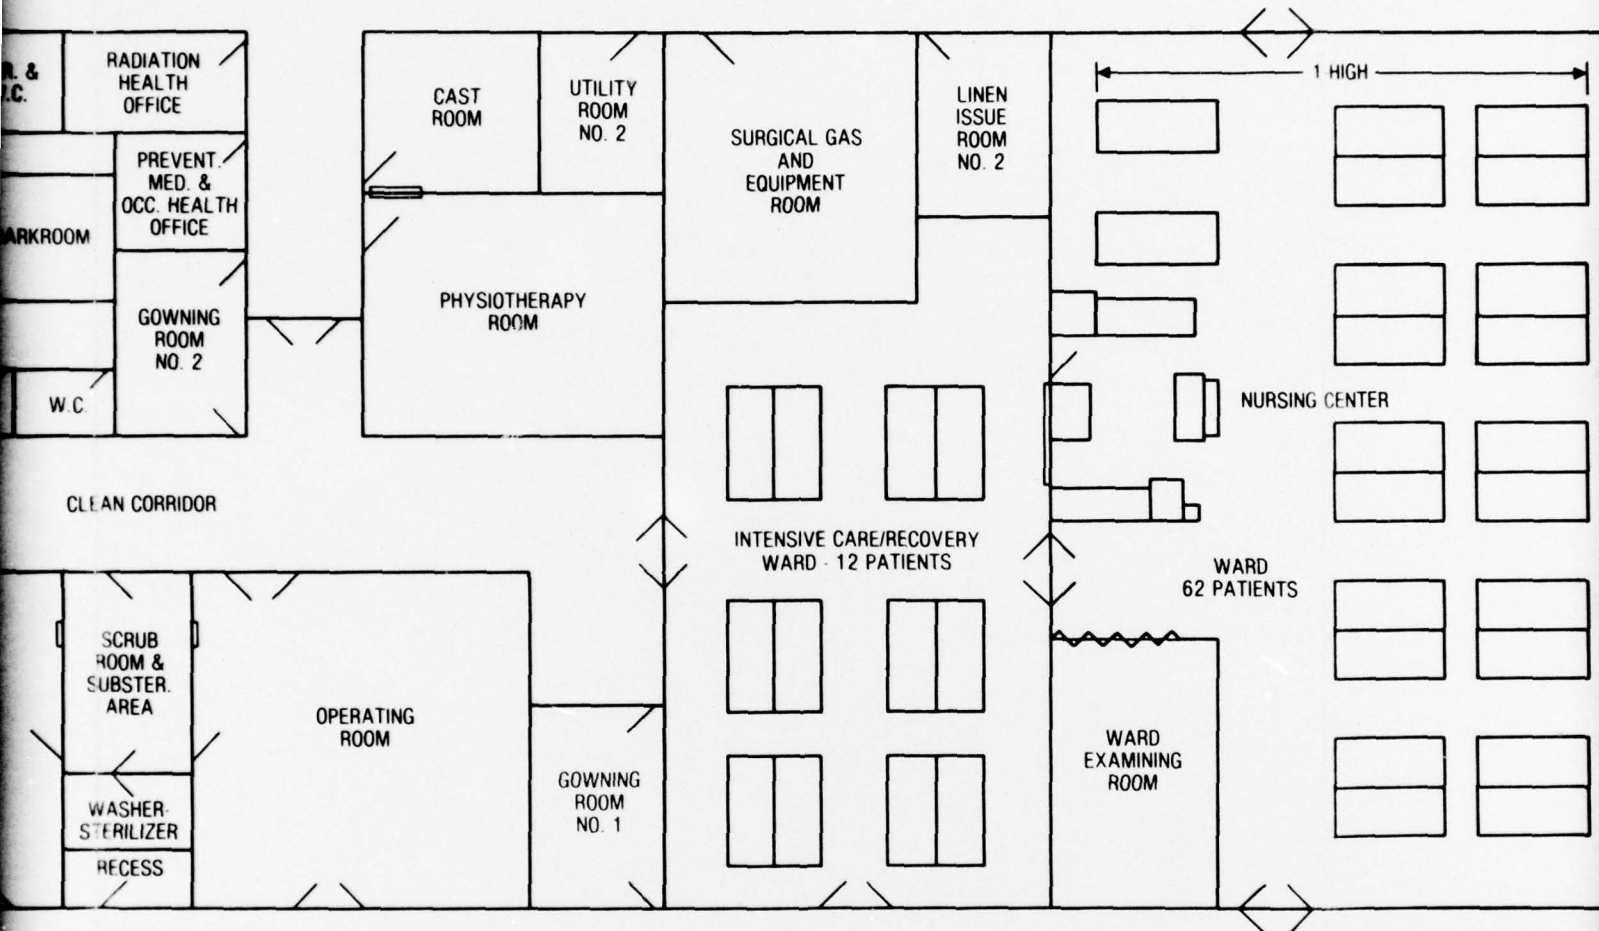 R. &
.C.
RADIATION
HEALTH
OFFICE
PREVENT.
MED. &
OCC. HEALTH
OFFICE
ARKROOM
GOWNING
ROOM
NO. 2
W.C.
CAST
ROOM
UTILITY
ROOM
NO. 2
PHYSIOTHERAPY
ROOM
SURGICAL GAS
AND
EQUIPMENT
ROOM
LINEN
ISSUE
ROOM
NO. 2
1 HIGH
NURSING CENTER
CLEAN CORRIDOR
INTENSIVE CARE/RECOVERY
WARD - 12 PATIENTS
WARD
62 PATIENTS
SCRUB
ROOM &
SUBSTER.
AREA
OPERATING
ROOM
WASHER-
STERILIZER
RECESS
GOWNING
ROOM
NO. 1
WARD
EXAMINING
ROOM